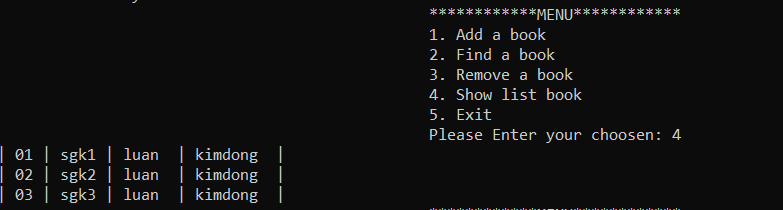 ************MENU************
1. Add a book
2. Find a book
3. Remove a book
4. Show list book
5. Exit
Please Enter your choosen: 4
| 01 | sgk1 | luan  | kimdong  |
| 02 | sgk2 | luan  | kimdong  |
| 03 | sgk3 | luan  | kimdong  |